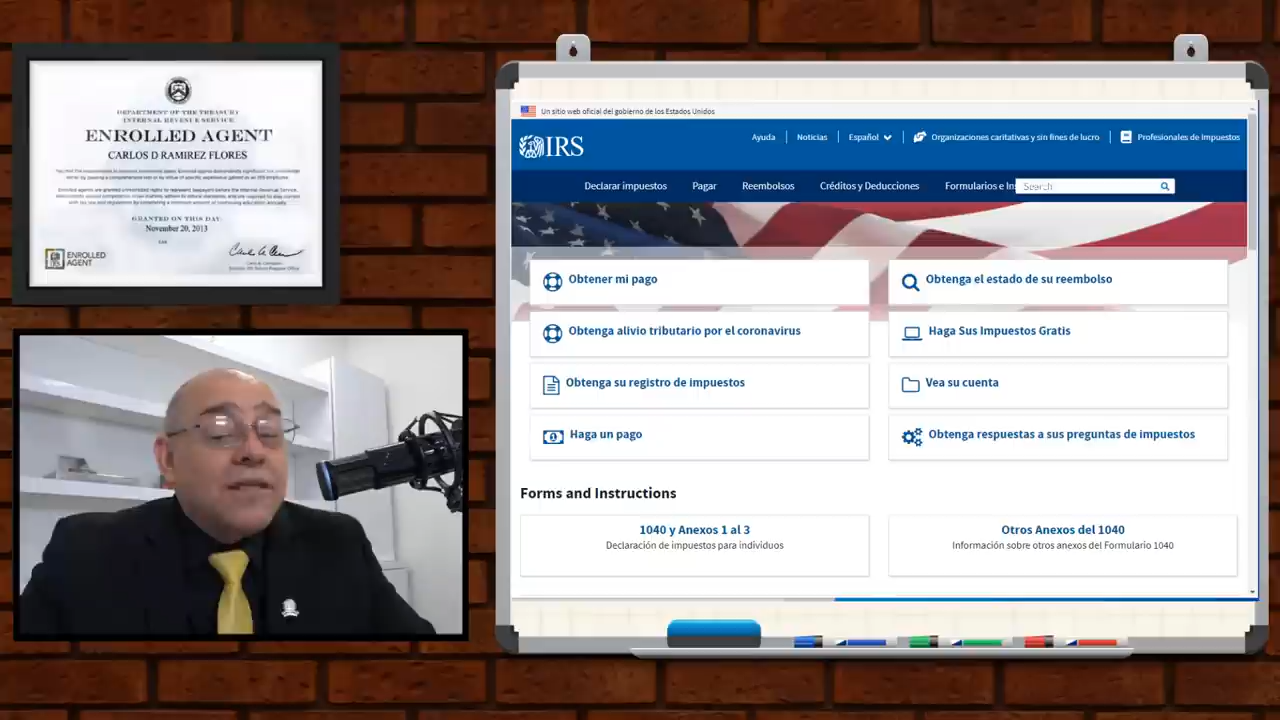 DEPARTMENT OF THE TREASURY
INTERNAL REVENUE SERVICE
ENROLLED AGENT
CARLOS D RAMIREZ FLORES
GRANTED ON THIS DAY:
November 20, 2013
ENROLLED
AGENT
Un sitio web oficial del gobierno de los Estados Unidos
IRS
Ayuda
Noticias
Español
Organizaciones caritativas y sin fines de lucro
Profesionales de Impuestos
Declarar impuestos
Pagar
Reembolsos
Créditos y Deducciones
Formularios e In
Search
Obtener mi pago
Obtenga el estado de su reembolso
Obtenga alivio tributario por el coronavirus
Haga Sus Impuestos Gratis
Obtenga su registro de impuestos
Vea su cuenta
Haga un pago
Obtenga respuestas a sus preguntas de impuestos
Forms and Instructions
1040 y Anexos 1 al 3
Declaración de impuestos para individuos
Otros Anexos del 1040
Información sobre otros anexos del Formulario 1040